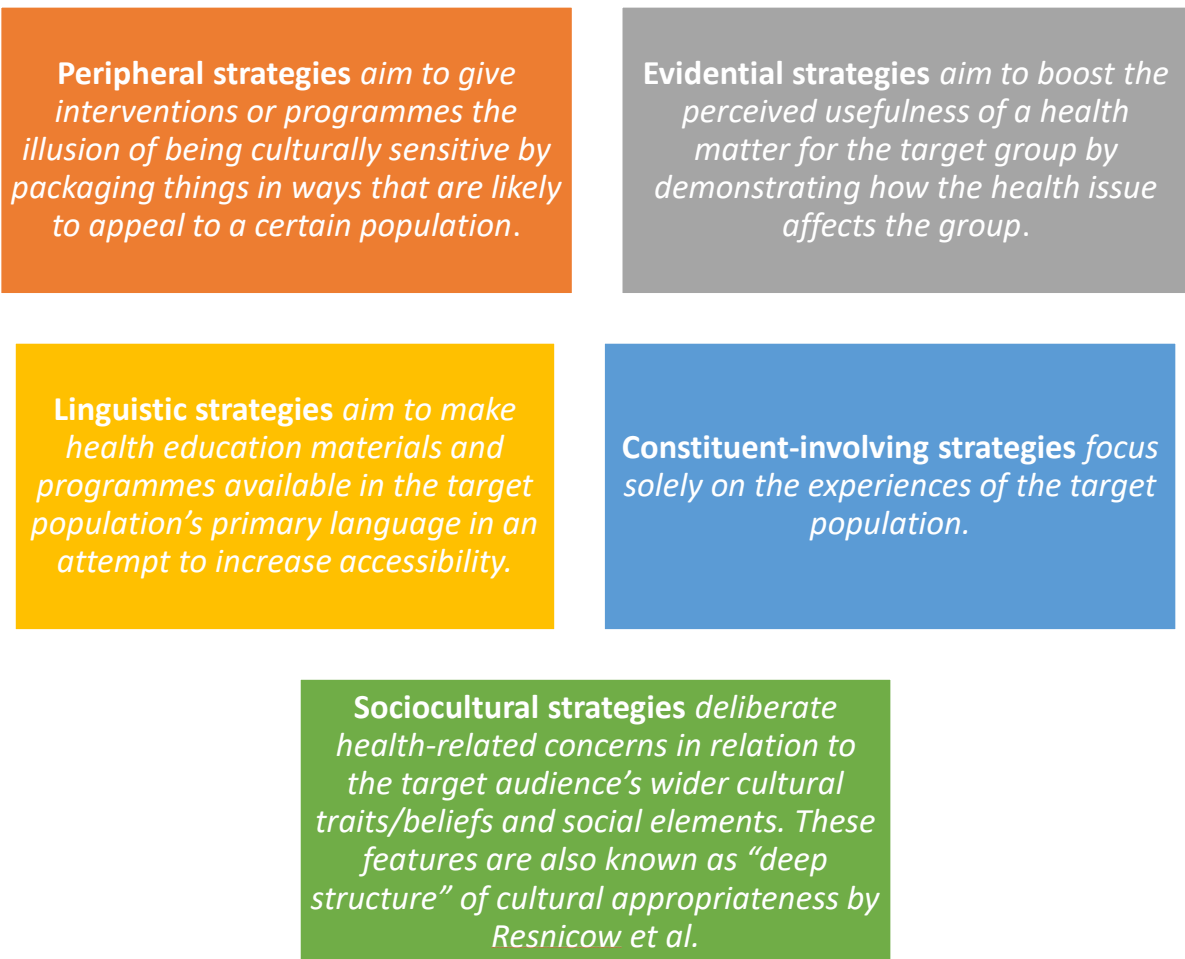 Peripheral strategies aim to give
interventions or programmes the
illusion of being culturally sensitive by
packaging things in ways that are likely
to appeal to a certain population.
Evidential strategies aim to boost the
perceived usefulness of a health
matter for the target group by
demonstrating how the health issue
affects the group.
Linguistic strategies aim to make
health education materials and
programmes available in the target
population’s primary language in an
attempt to increase accessibility.
Constituent-involving strategies focus
solely on the experiences of the target
population.
Sociocultural strategies deliberate
health-related concerns in relation to
the target audience’s wider cultural
traits/beliefs and social elements. These
features are also known as “deep
structure” of cultural appropriateness by
Resnicow et al.